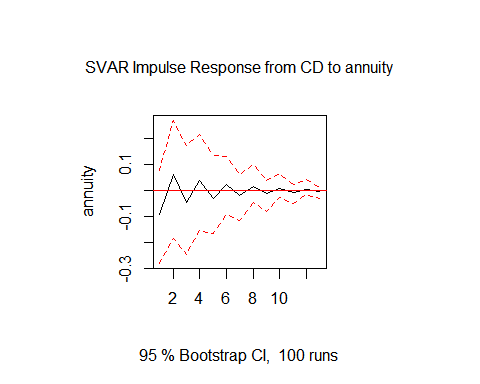 SVAR Impulse Response from CD to annuity
annuity
0.1
-0.1
-0.3
2 4 6 8 10
95 % Bootstrap CI, 100 runs